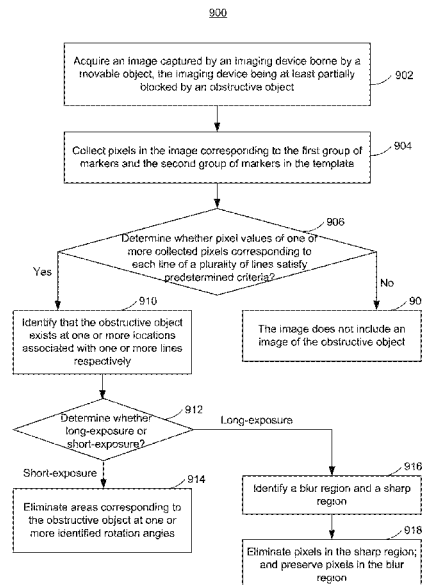 900
Acquire an image captured by an imaging device borne by a
movable object, the imaging device being at least partially
blocked by an obstructive object
902
Collect pixels in the image corresponding to the first group of
markers and the second group of markers in the template
904
906
Determine whether pixel values of one or
more collected pixels corresponding to
each line of a plurality of lines satisfy
predetermined criteria?
Yes
No
910
Identify that the obstructive object
exists at one or more locations
associated with one or more lines
respectively
90
The image does not include an
image of the obstructive object
912
Determine whether
long-exposure or
short-exposure?
Long-exposure
Short-exposure
914
Eliminate areas corresponding to
the obstructive object at one or
more identified rotation angles
916
Identify a blur region and a sharp
region
918
Eliminate pixels in the sharp region;
and preserve pixels in the blur
region